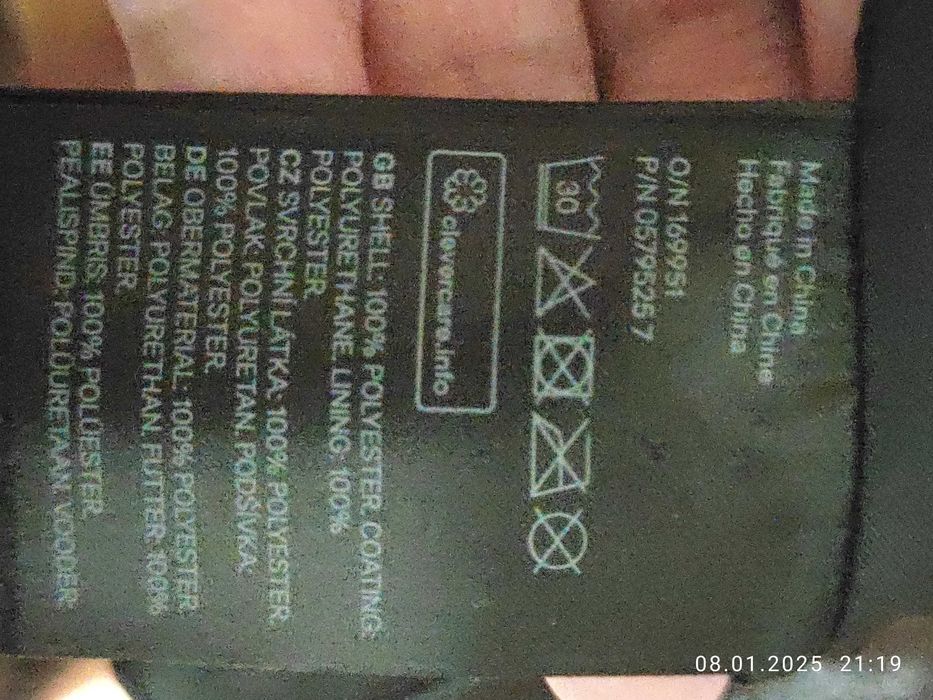 Made in China
Fabriqué en Chine
Hecho en China
O/N 169951
P/N 0579525 7
30
clevercare.info
GB SHELL: 100% POLYESTER, COATING:
POLYURETHANE, LINING: 100%
POLYESTER
CZ SVRCHNÍ LÁTKA: 100% POLYESTER,
POVLAK: POLYURETAN, PODŠÍVKA:
100% POLYESTER
DE OBERMATERIAL: 100% POLYESTER
BELAG: POLYURETHAN, FUTTER: 100%
POLYESTER
EE ÜMBRIS: 100% POLÜESTER,
PEALISPIND: POLÜURETAAN, VOODER:
08.01.2025 21:19